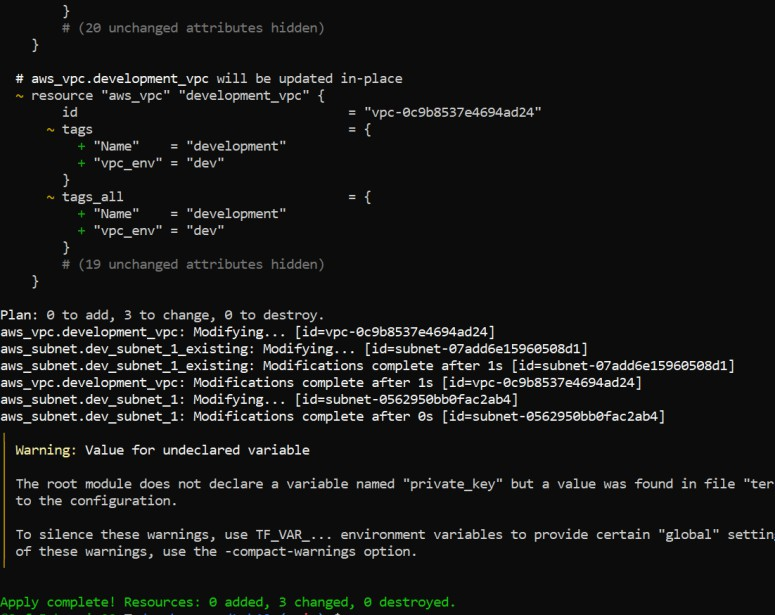 }
# (20 unchanged attributes hidden)
}
# aws_vpc.development_vpc will be updated in-place
~ resource "aws_vpc" "development_vpc" {
id = "vpc-0c9b8537e4694ad24"
~ tags = {
+ "Name" = "development"
+ "vpc_env" = "dev"
}
~ tags_all = {
+ "Name" = "development"
+ "vpc_env" = "dev"
}
# (19 unchanged attributes hidden)
}
Plan: 0 to add, 3 to change, 0 to destroy.
aws_vpc.development_vpc: Modifying... [id=vpc-0c9b8537e4694ad24]
aws_subnet.dev_subnet_1_existing: Modifying... [id=subnet-07add6e15960508d1]
aws_subnet.dev_subnet_1_existing: Modifications complete after 1s [id=subnet-07add6e15960508d1]
aws_vpc.development_vpc: Modifications complete after 1s [id=vpc-0c9b8537e4694ad24]
aws_subnet.dev_subnet_1: Modifying... [id=subnet-0562950bb0fac2ab4]
aws_subnet.dev_subnet_1: Modifications complete after 0s [id=subnet-0562950bb0fac2ab4]
Warning: Value for undeclared variable
The root module does not declare a variable named "private_key" but a value was found in file "ter
to the configuration.
To silence these warnings, use TF_VAR_... environment variables to provide certain "global" settin
of these warnings, use the -compact-warnings option.
Apply complete! Resources: 0 added, 3 changed, 0 destroyed.